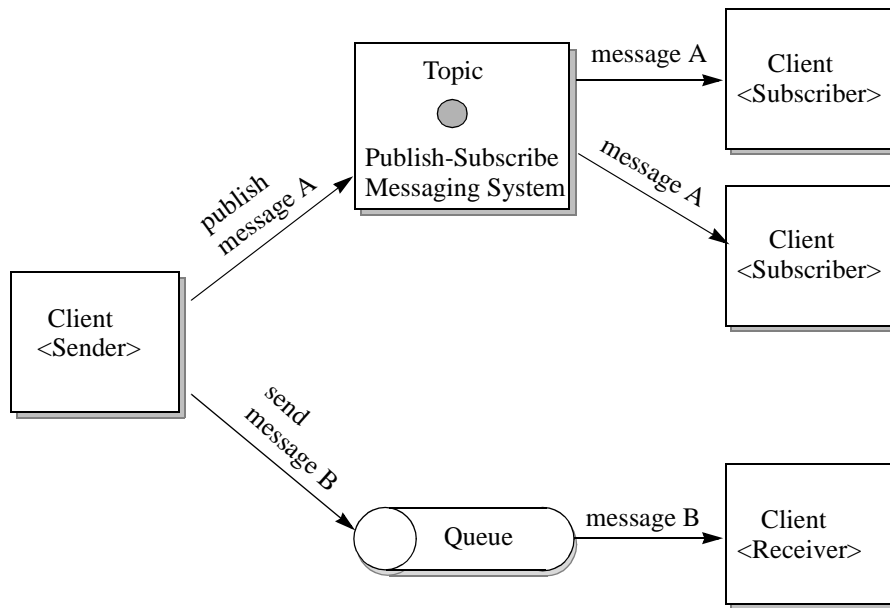 Topic
Publish-Subscribe
Messaging System
message A
Client
<Subscriber>
message A
Client
<Subscriber>
publish
message A
Client
<Sender>
send
message B
Queue
message B
Client
<Receiver>